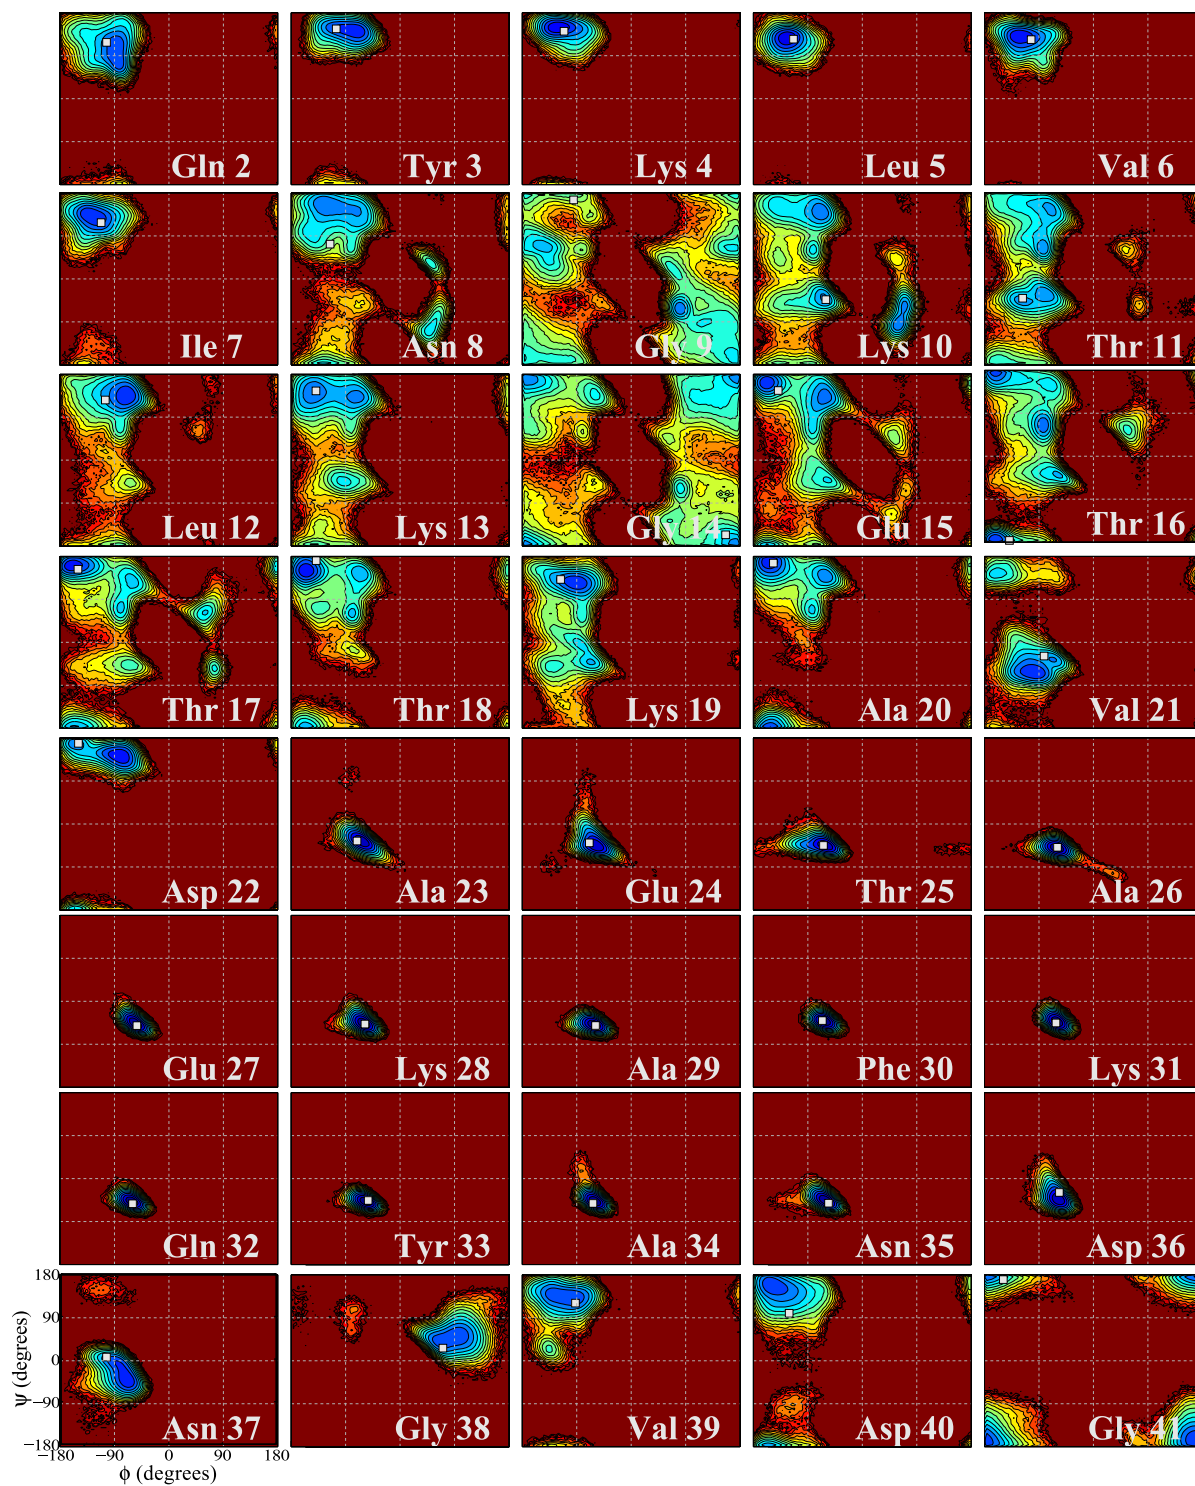 Gln 2
Tyr 3
Lys 4
Leu 5
Val 6
Ile 7
Asn 8
Gly 9
Lys 10
Thr 11
Leu 12
Lys 13
Gly 14
Glu 15
Thr 16
Thr 17
Thr 18
Lys 19
Ala 20
Val 21
Asp 22
Ala 23
Glu 24
Thr 25
Ala 26
Glu 27
Lys 28
Ala 29
Phe 30
Lys 31
Gln 32
Tyr 33
Ala 34
Asn 35
Asp 36
180
90
0
−90
−180
ψ (degrees)
Asn 37
Gly 38
Val 39
Asp 40
Gly 41
−180 −90 0 90 180
ϕ (degrees)